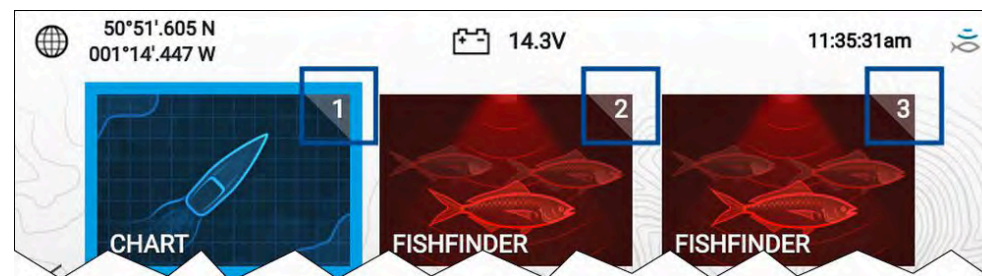 50°51'.605 N
001°14'.447 W
14.3V
11:35:31am
1
2
3
CHART
FISHFINDER
FISHFINDER